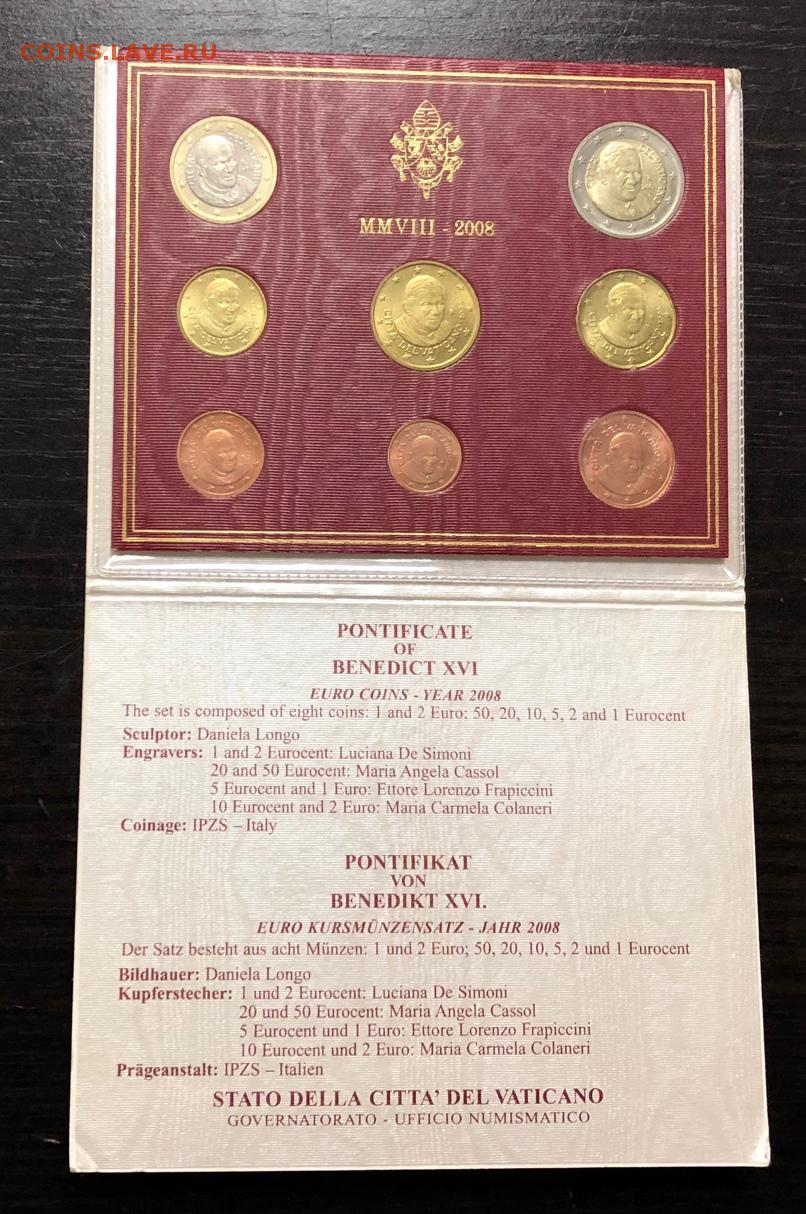 COINS.LAVE.RU
MMVIII - 2008
CITTÀ DEL VATICANO
PONTIFICATE
OF
BENEDICT XVI
EURO COINS - YEAR 2008
The set is composed of eight coins: 1 and 2 Euro; 50, 20, 10, 5, 2 and 1 Eurocent
Sculptor: Daniela Longo
Engravers: 1 and 2 Eurocent: Luciana De Simoni
20 and 50 Eurocent: Maria Angela Cassol
5 Eurocent and 1 Euro: Ettore Lorenzo Frapiccini
10 Eurocent and 2 Euro: Maria Carmela Colaneri
Coinage: IPZS – Italy
PONTIFIKAT
VON
BENEDIKT XVI.
EURO KURSMÜNZENSATZ - JAHR 2008
Der Satz besteht aus acht Münzen: 1 und 2 Euro; 50, 20, 10, 5, 2 und 1 Eurocent
Bildhauer: Daniela Longo
Kupferstecher: 1 und 2 Eurocent: Luciana De Simoni
20 und 50 Eurocent: Maria Angela Cassol
5 Eurocent und 1 Euro: Ettore Lorenzo Frapiccini
10 Eurocent und 2 Euro: Maria Carmela Colaneri
Prägeanstalt: IPZS – Italien
STATO DELLA CITTA' DEL VATICANO
GOVERNATORATO - UFFICIO NUMISMATICO